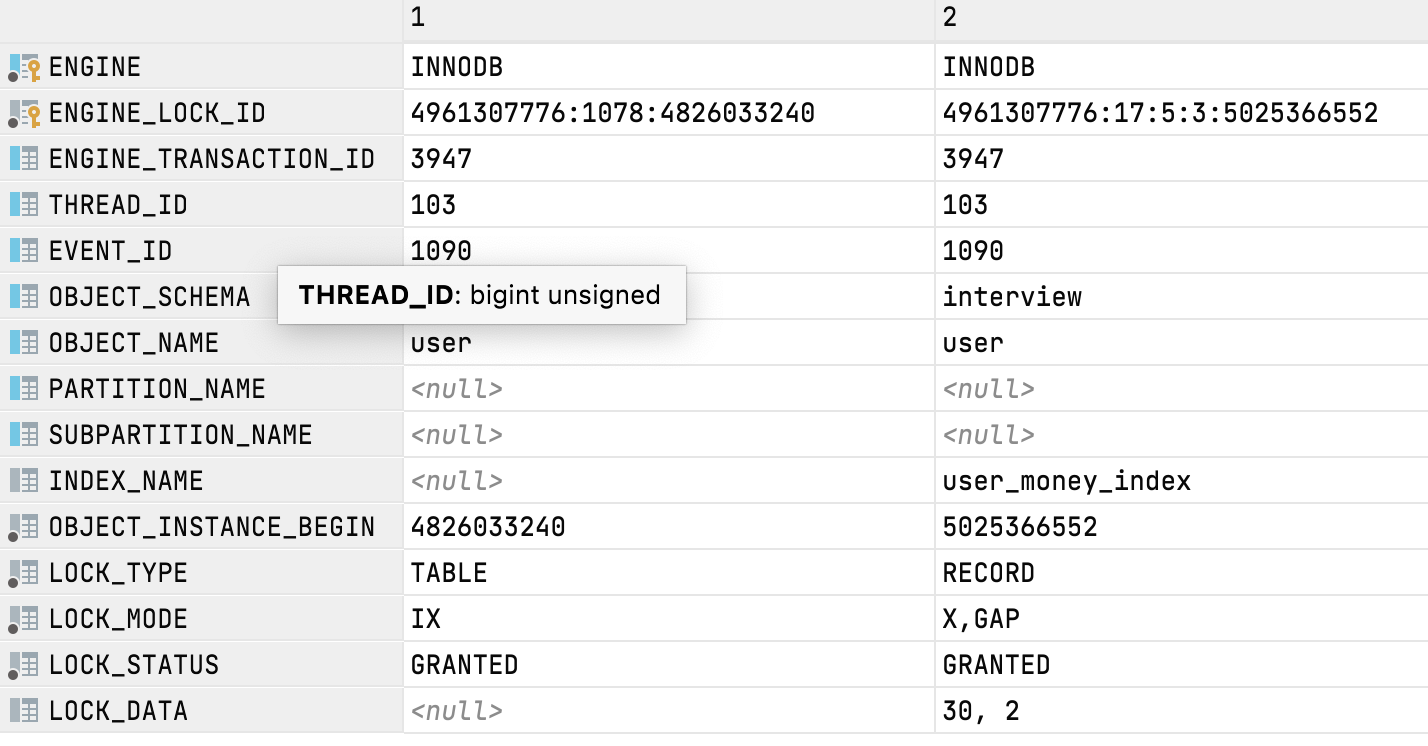 1 2
ENGINE INNODB INNODB
ENGINE_LOCK_ID 4961307776:1078:4826033240 4961307776:17:5:3:5025366552
ENGINE_TRANSACTION_ID 3947 3947
THREAD_ID 103 103
EVENT_ID 1090 1090
OBJECT_SCHEMA THREAD_ID: bigint unsigned interview
OBJECT_NAME user user
PARTITION_NAME <null> <null>
SUBPARTITION_NAME <null> <null>
INDEX_NAME <null> user_money_index
OBJECT_INSTANCE_BEGIN 4826033240 5025366552
LOCK_TYPE TABLE RECORD
LOCK_MODE IX X,GAP
LOCK_STATUS GRANTED GRANTED
LOCK_DATA <null> 30, 2